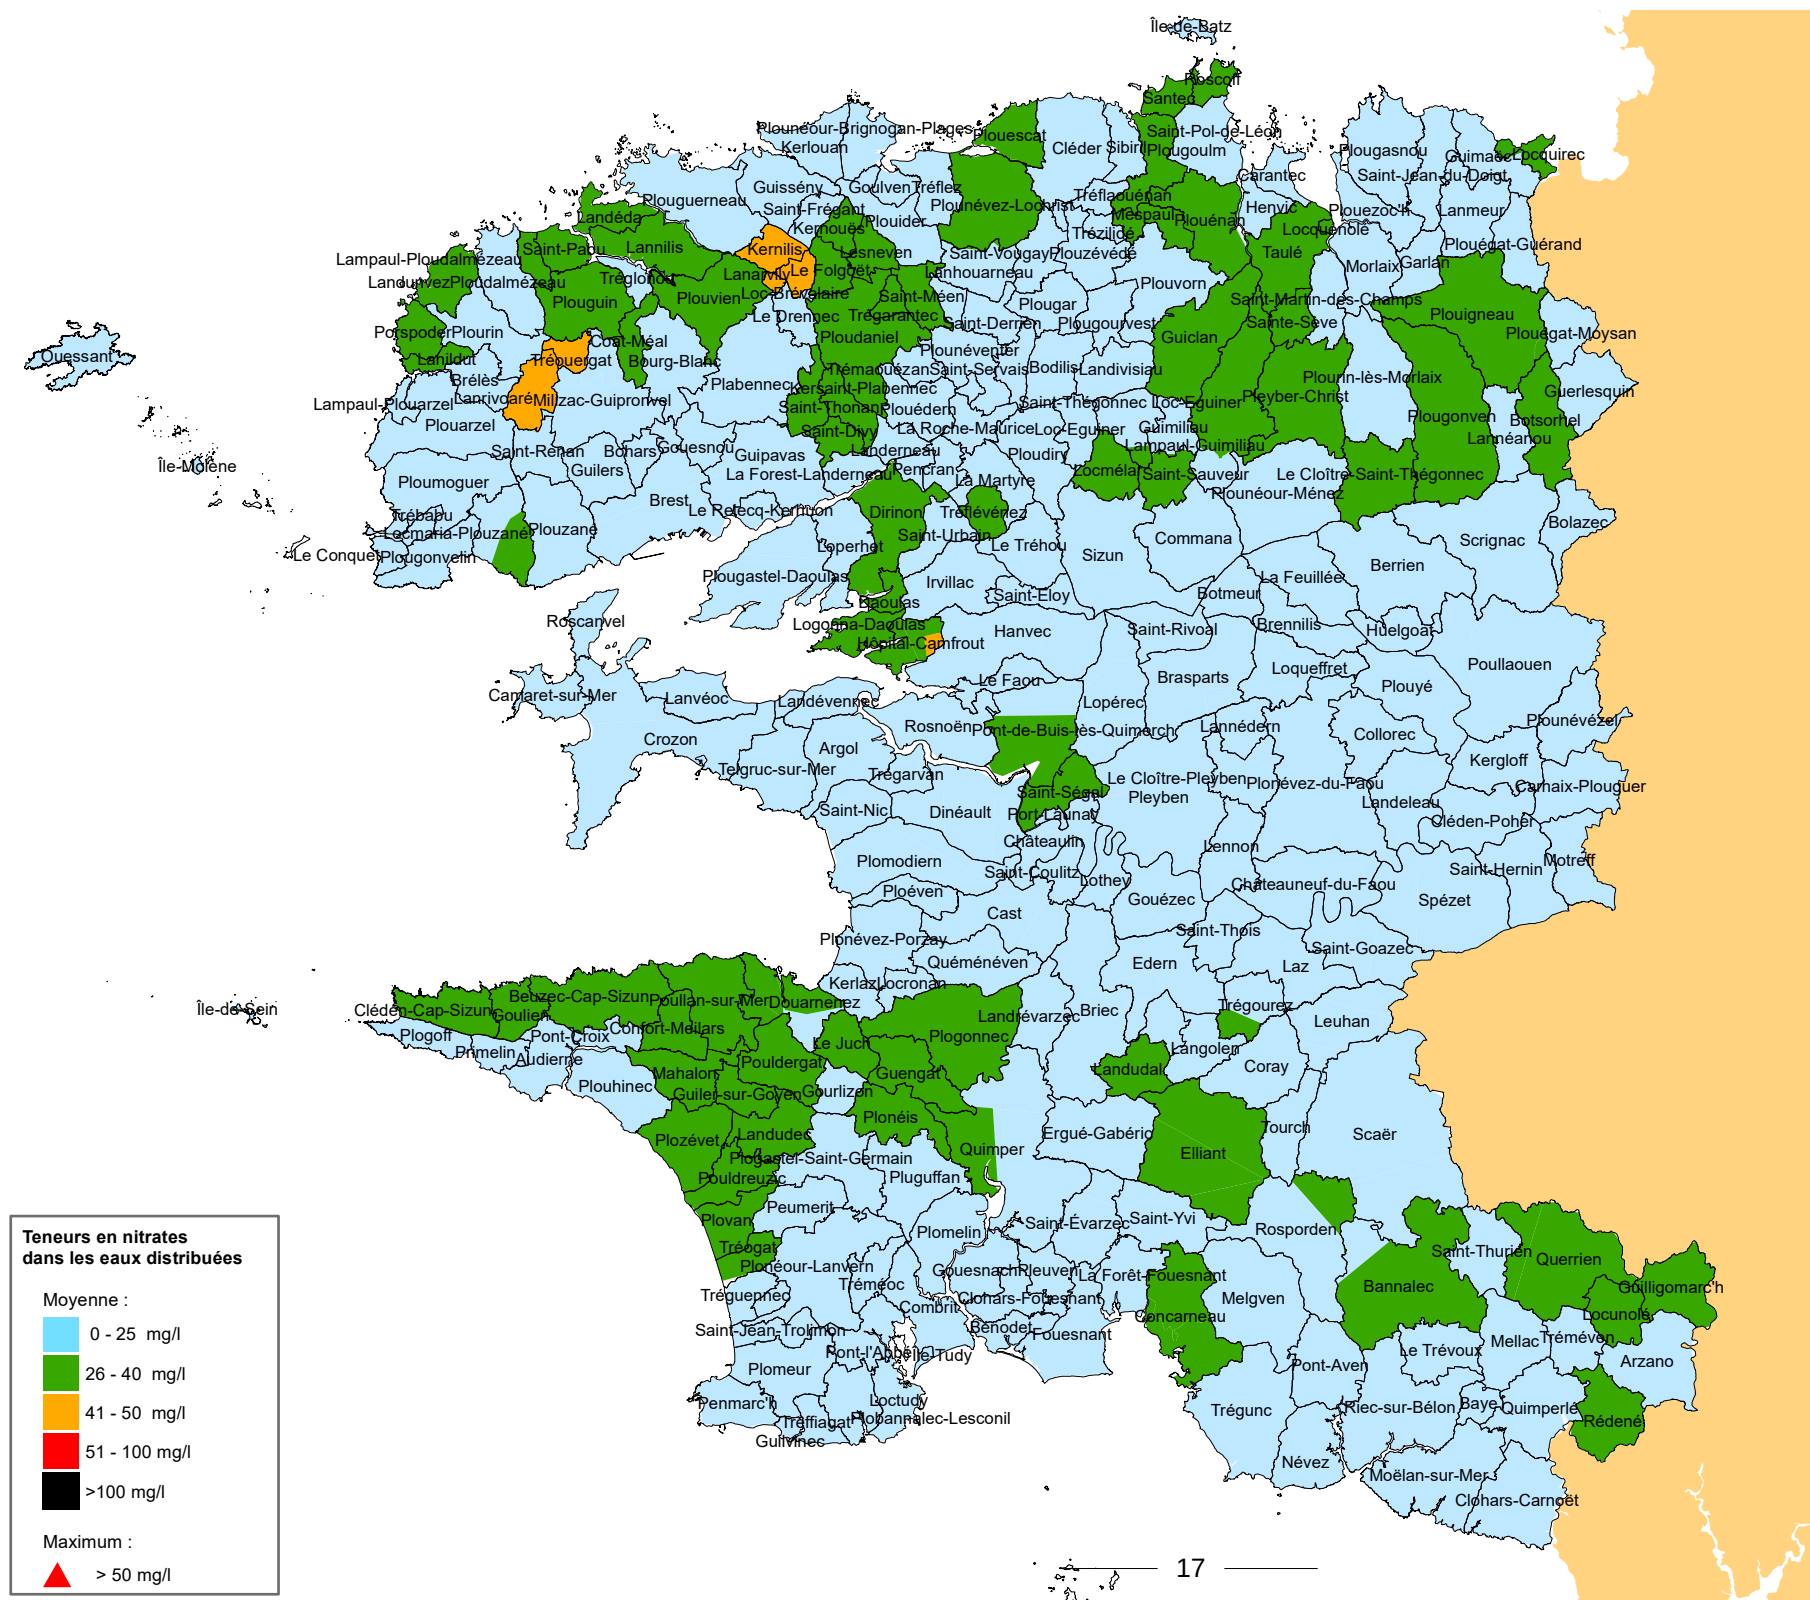 Île-de-Batz
Roscoff
Santec
Plounéour-Brignogan-Plages
Plouescat
Saint-Pol-de-Léon
Kerlouan
Cléder
Sibiril
Plougoulm
Plougasnou
Guimaëc
Locquirec
Guissény
Goulven
Tréflez
Carantec
Saint-Jean-du-Doigt
Plouguerneau
Saint-Frégant
Plounévez-Lochrist
Tréflaouénan
Henvic
Plouezoc'h
Lanmeur
Landéda
Kernouës
Plouider
Mespaul
Plouénan
Locquénolé
Trézilidé
Saint-Pabu
Lannilis
Kernilis
Lesneven
Saint-Vougay
Plouzévédé
Taulé
Plouégat-Guérand
Lampaul-Ploudalmézeau
Lanarvily
Le Folgoët
Lanhouarneau
Morlaix
Garlan
Landunvez
Ploudalmézeau
Tréglonou
Plouvorn
Plouguin
Plouvien
Loc-Brévalaire
Saint-Méen
Plougar
Saint-Martin-des-Champs
Le Drennec
Trégarantec
Saint-Derrien
Plougourvest
Sainte-Sève
Plouigneau
Porspoder
Plourin
Coat-Méal
Ploudaniel
Guiclan
Plouégat-Moysan
Lanildut
Tréouergat
Bourg-Blanc
Plounéventer
Trémaouézan
Saint-Servais
Bodilis
Landivisiau
Plourin-lès-Morlaix
Brélès
Plabennec
Kersaint-Plabennec
Guerlesquin
Lampaul-Plouarzel
Lanrivoaré
Milizac-Guipronvel
Saint-Thonan
Plouédern
Saint-Thégonnec Loc-Eguiner
Pleyber-Christ
Plouarzel
Saint-Divy
La Roche-Maurice
Loc-Eguiner
Guimiliau
Plougonven
Botsorhel
Lannéanou
Saint-Renan
Bohars
Gouesnou
Guipavas
Landerneau
Ploudiry
Lampaul-Guimiliau
Ouessant
Île-Molène
Guilers
La Forest-Landerneau
Pencran
Locmélar
Saint-Sauveur
Le Cloître-Saint-Thégonnec
Ploumoguer
La Martyre
Plounéour-Ménez
Brest
Le Relecq-Kerhuon
Dirinon
Tréflévénez
Trébabu
Locmaria-Plouzané
Plouzané
Saint-Urbain
Bolazec
Le Conquet
Plougonvelin
Loperhet
Le Tréhou
Sizun
Commana
Scrignac
Plougastel-Daoulas
Irvillac
La Feuillée
Berrien
Saint-Eloy
Botmeur
Daoulas
Roscanvel
Logonna-Daoulas
Hanvec
Saint-Rivoal
Brennilis
Huelgoat
Hôpital-Camfrout
Poullaouen
Loqueffret
Le Faou
Brasparts
Plouyé
Camaret-sur-Mer
Lanvéoc
Landévennec
Lopérec
Rosnoën
Pont-de-Buis-lès-Quimerch
Lannédern
Plounévézel
Crozon
Argol
Collorec
Telgruc-sur-Mer
Trégarvan
Le Cloître-Pleyben
Plonévez-du-Faou
Kergloff
Saint-Ségal
Pleyben
Carhaix-Plouguer
Saint-Nic
Dinéault
Port-Launay
Landeleau
Cléden-Poher
Châteaulin
Lennon
Plomodiern
Saint-Coulitz
Saint-Hernin
Motreff
Ploéven
Lothey
Châteauneuf-du-Faou
Gouézec
Spézet
Cast
Saint-Thois
Plonévez-Porzay
Saint-Goazec
Quéménéven
Edern
Laz
Kerlaz
Locronan
Île-de-Sein
Cléden-Cap-Sizun
Beuzec-Cap-Sizun
Poullan-sur-Mer
Douarnenez
Trégourez
Goulien
Landrévarzec
Briec
Leuhan
Plogoff
Pont-Croix
Confort-Meilars
Le Juch
Plogonnec
Primelin
Audierne
Langolen
Mahalon
Pouldergat
Guengat
Landudal
Coray
Plouhinec
Guiler-sur-Goyen
Gourlizon
Plonéis
Plozévet
Landudec
Quimper
Ergué-Gabéric
Tourch
Scaër
Plogastel-Saint-Germain
Elliant
Pouldreuzic
Pluguffan
Peumerit
Plovan
Plomelin
Saint-Évarzec
Saint-Yvi
Rosporden
Tréogat
Saint-Thurien
Querrien
Plonéour-Lanvern
Gouesnach
Pleuven
La Forêt-Fouesnant
Bannalec
Guilligomarc'h
Tréguennec
Tréméoc
Clohars-Fouesnant
Melgven
Combrit
Concarneau
Locunolé
Saint-Jean-Trolimon
Bénodet
Fouesnant
Mellac
Tréméven
Pont-l'Abbé
Île-Tudy
Le Trévoux
Arzano
Plomeur
Pont-Aven
Penmarc'h
Loctudy
Trégunc
Riec-sur-Bélon
Baye
Quimperlé
Rédené
Treffiagat
Plobannalec-Lesconil
Guilvinec
Névez
Moëlan-sur-Mer
Clohars-Carnoët
Teneurs en nitrates
dans les eaux distribuées
Moyenne :
0 - 25 mg/l
26 - 40 mg/l
41 - 50 mg/l
51 - 100 mg/l
>100 mg/l
Maximum :
> 50 mg/l
17